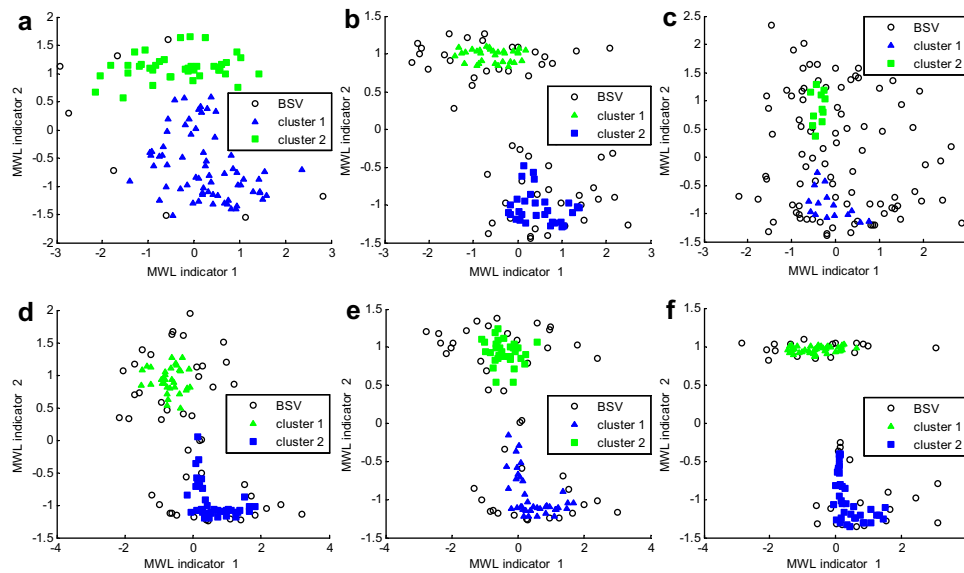 a
MWL indicator 2
2
1.5
1
0.5
0
-0.5
-1
-1.5
-2
BSV
cluster 1
cluster 2
-3 -2 -1 0 1 2 3
MWL indicator 1
b
MWL indicator 2
1.5
1
0.5
0
-0.5
-1
-1.5
BSV
cluster 1
cluster 2
-3 -2 -1 0 1 2 3
MWL indicator 1
c
MWL indicator 2
2.5
2
1.5
1
0.5
0
-0.5
-1
-1.5
BSV
cluster 1
cluster 2
-3 -2 -1 0 1 2
MWL indicator 1
d
MWL indicator 2
2
1.5
1
0.5
0
-0.5
-1
-1.5
BSV
cluster 1
cluster 2
-4 -2 0 2 4
MWL indicator 1
e
MWL indicator 2
1.5
1
0.5
0
-0.5
-1
-1.5
BSV
cluster 1
cluster 2
-4 -2 0 2 4
MWL indicator 1
f
MWL indicator 2
1.5
1
0.5
0
-0.5
-1
-1.5
BSV
cluster 1
cluster 2
-4 -2 0 2
MWL indicator 1